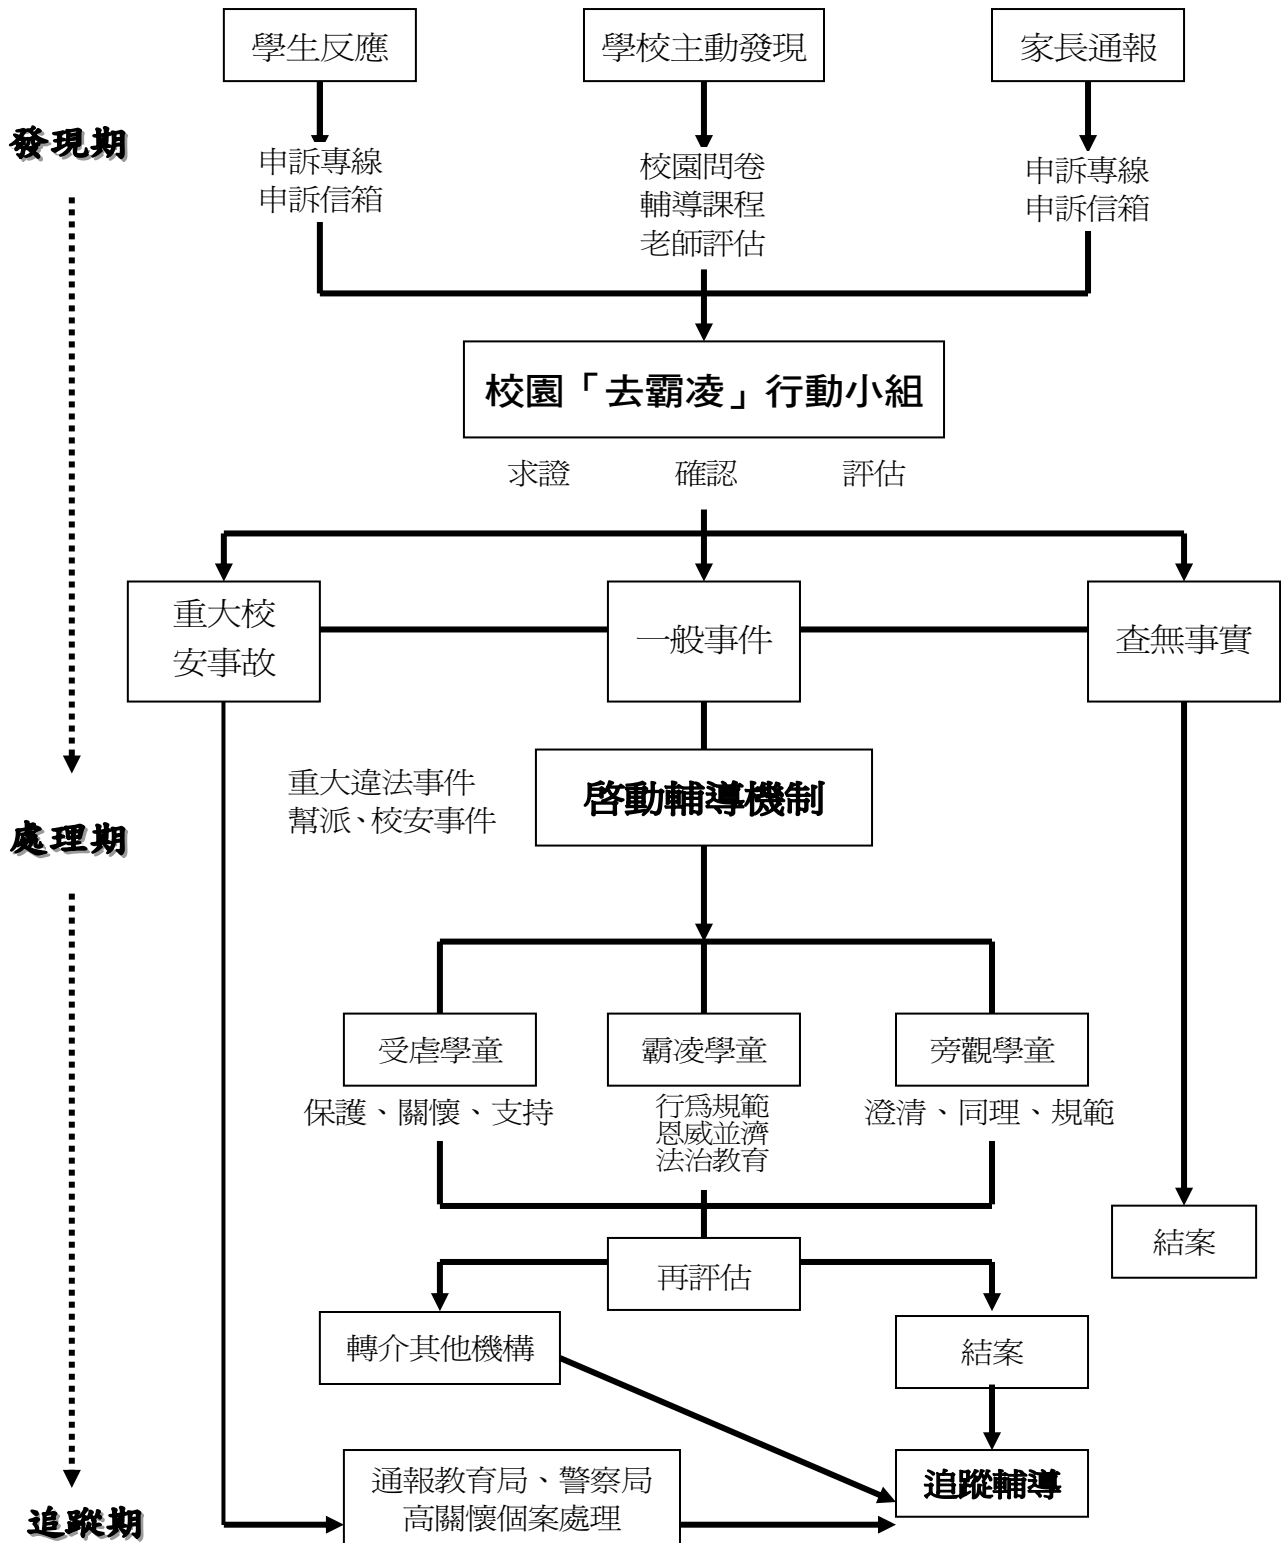 學生反應
學校主動發現
家長通報
發現期
申訴專線
申訴信箱
校園問卷
輔導課程
老師評估
申訴專線
申訴信箱
校園「去霸凌」行動小組
求證 確認 評估
重大校
安事故
一般事件
查無事實
重大違法事件
幫派、校安事件
啓動輔導機制
處理期
受虐學童
霸凌學童
旁觀學童
保護、關懷、支持
行爲規範
恩威並濟
法治教育
澄清、同理、規範
結案
再評估
轉介其他機構
結案
通報教育局、警察局
高關懷個案處理
追蹤輔導
追蹤期